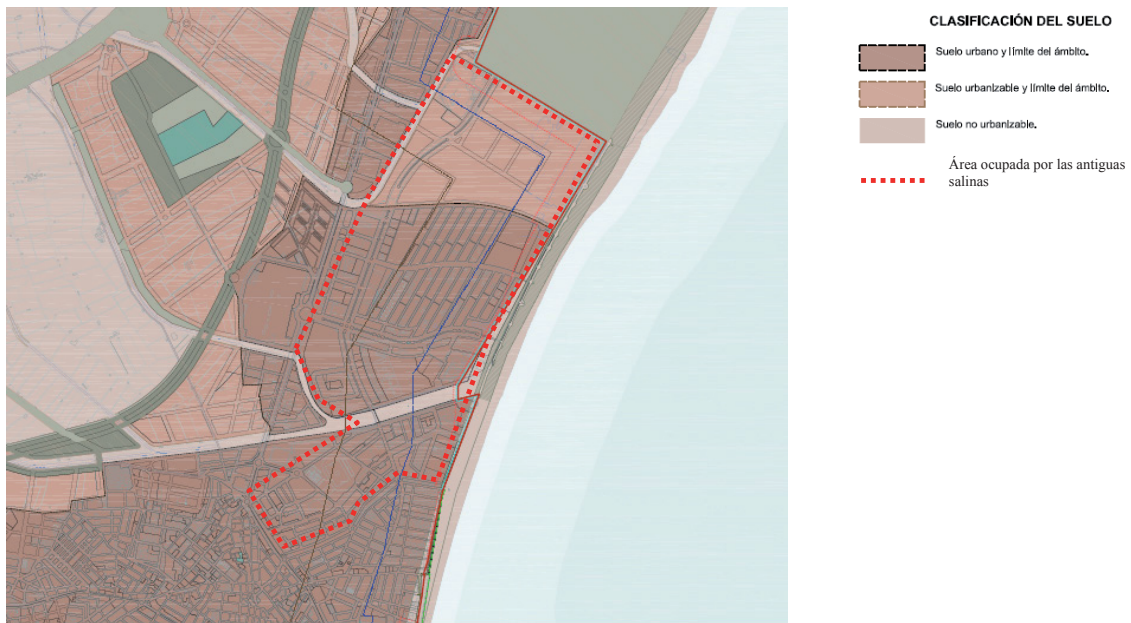 CLASIFICACIÓN DEL SUELO
Suelo urbano y límite del ámbito.
Suelo urbanizable y límite del ámbito.
Suelo no urbanizable.
Área ocupada por las antiguas
salinas